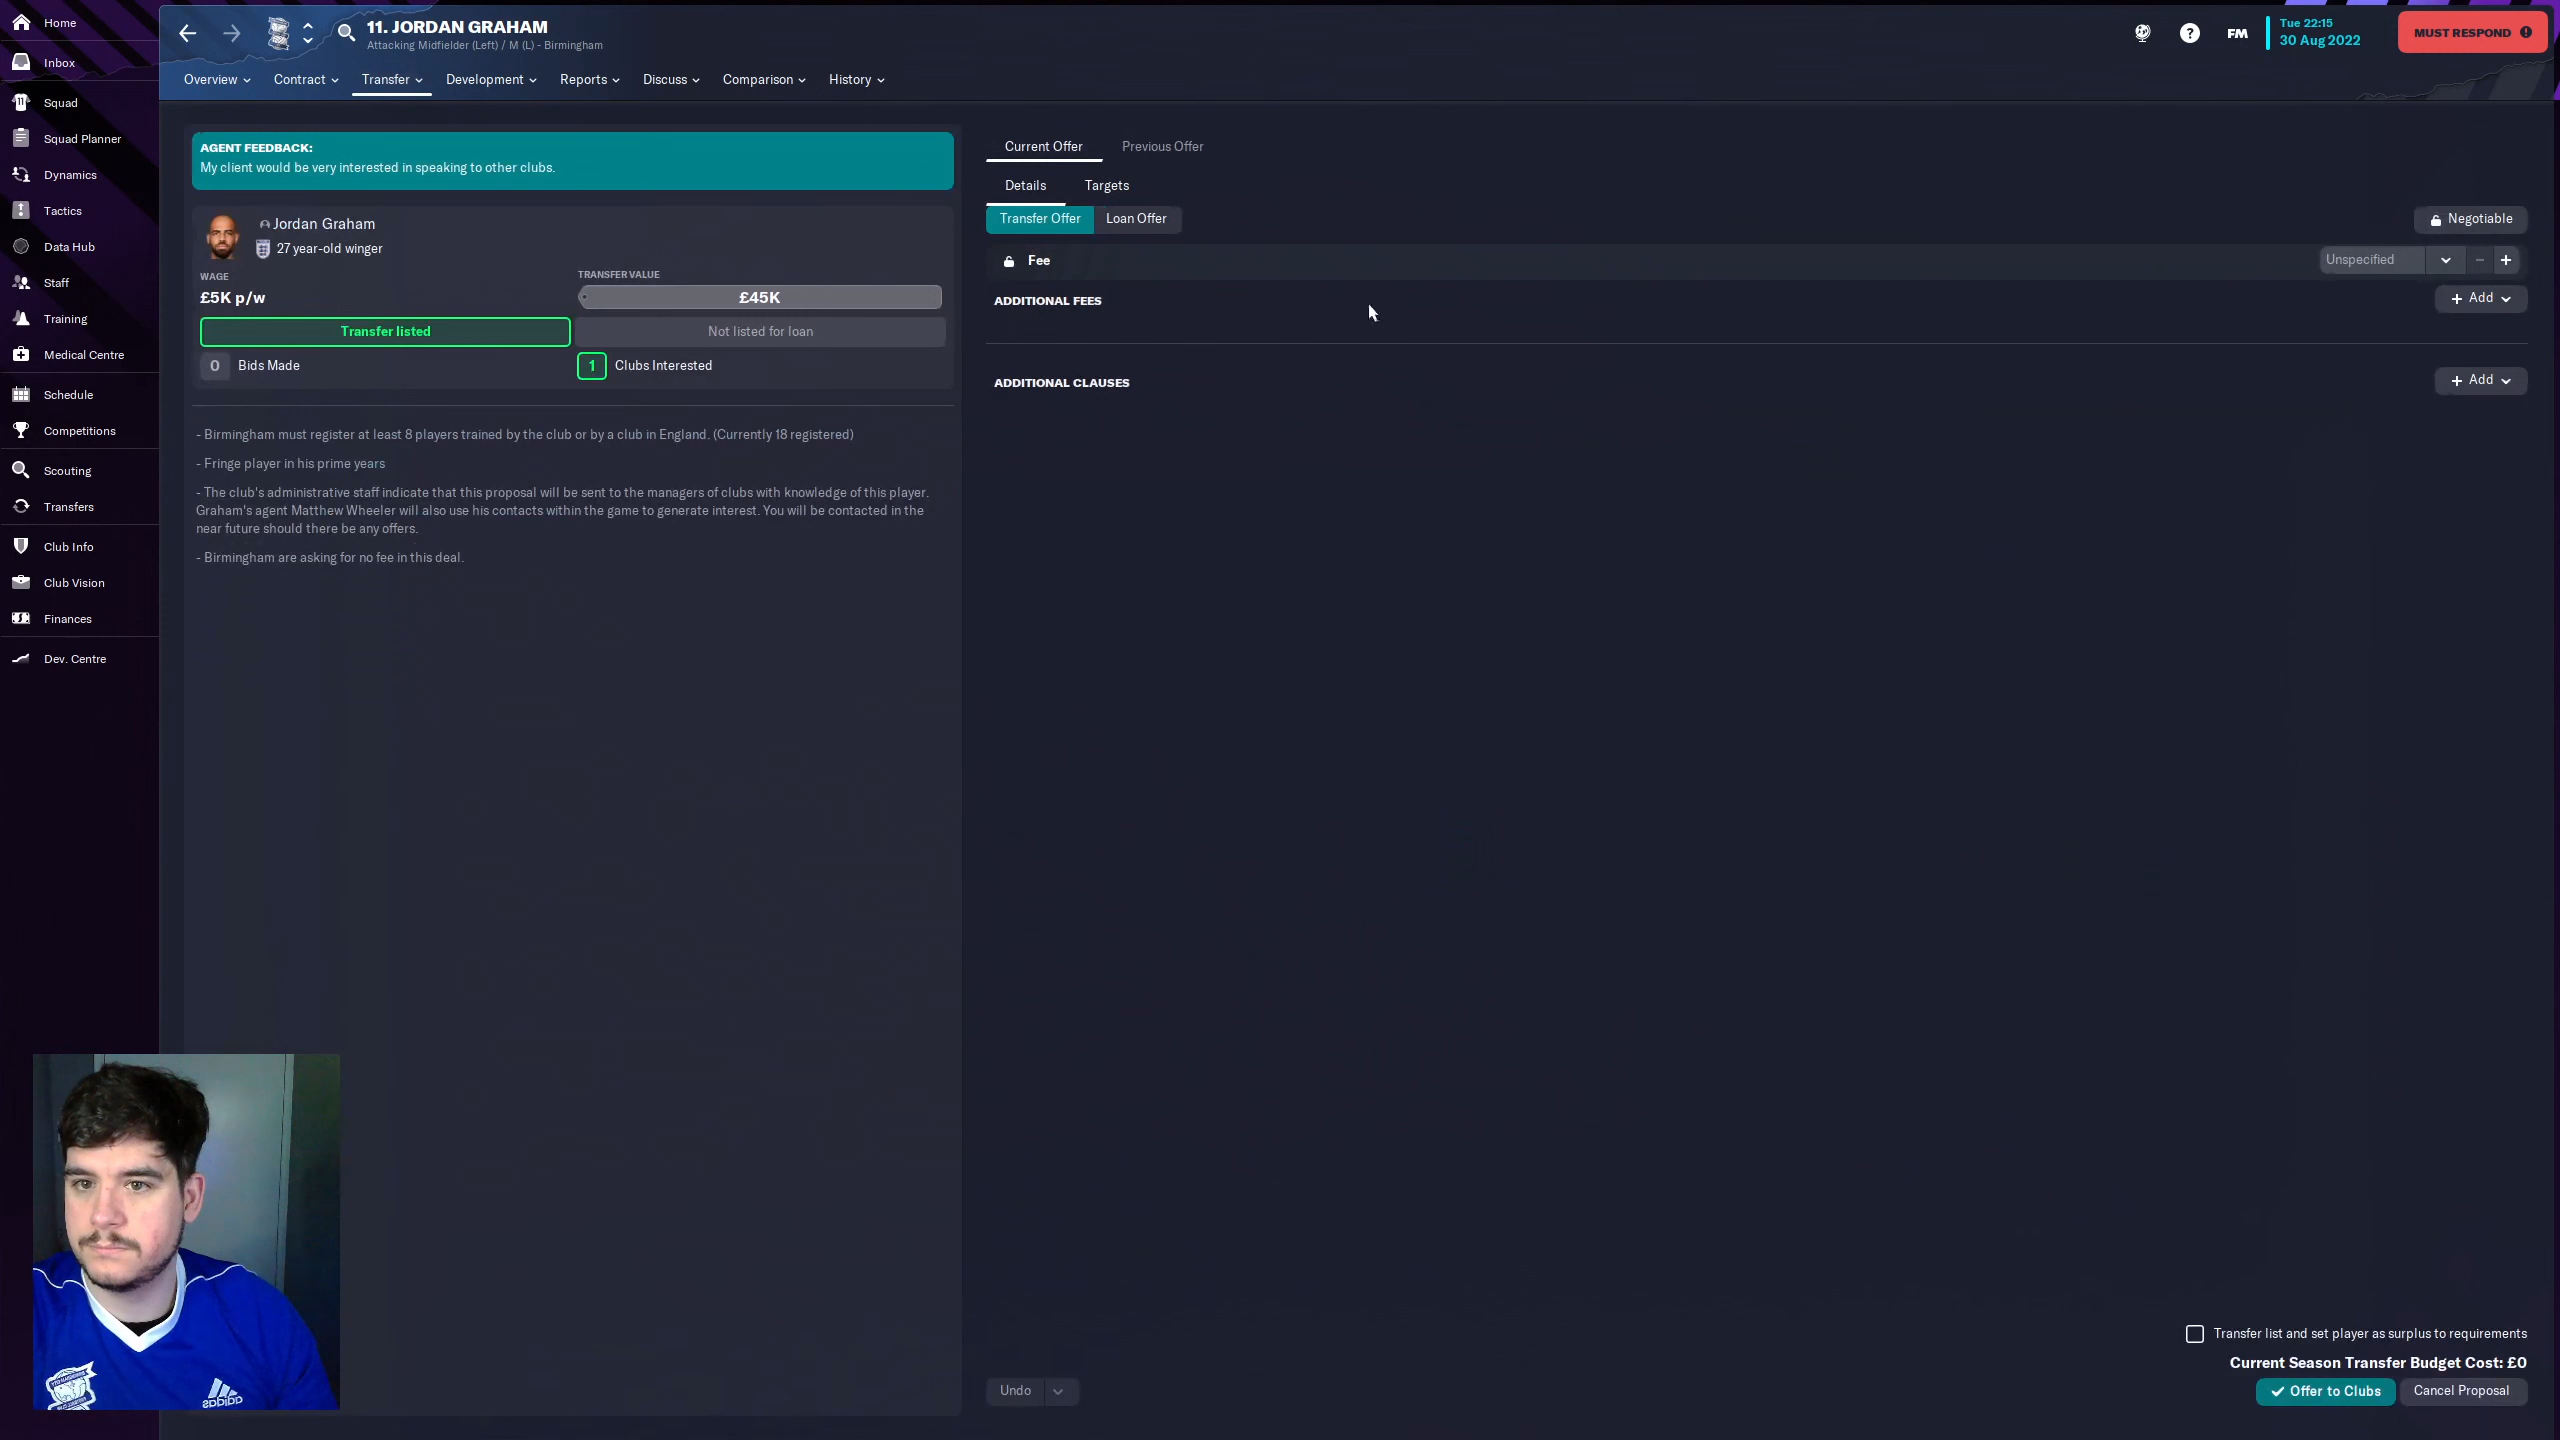 Home
Inbox
Squad
Squad Planner
Dynamics
Tactics
Data Hub
Staff
Training
Medical Centre
Schedule
Competitions
Scouting
Transfers
Club Info
Club Vision
Finances
Dev. Centre
11. JORDAN GRAHAM
Attacking Midfielder (Left) / M (L) - Birmingham
FM
Tue 22:15
30 Aug 2022
MUST RESPOND
Overview
Contract
Transfer
Development
Reports
Discuss
Comparison
History
AGENT FEEDBACK:
My client would be very interested in speaking to other clubs.
Jordan Graham
27 year-old winger
WAGE
£5K p/w
TRANSFER VALUE
£45K
Transfer listed
Not listed for loan
0 Bids Made
1 Clubs Interested
- Birmingham must register at least 8 players trained by the club or by a club in England. (Currently 18 registered)
- Fringe player in his prime years
- The club's administrative staff indicate that this proposal will be sent to the managers of clubs with knowledge of this player.
Graham's agent Matthew Wheeler will also use his contacts within the game to generate interest. You will be contacted in the
near future should there be any offers.
- Birmingham are asking for no fee in this deal.
Current Offer
Previous Offer
Details
Targets
Transfer Offer
Loan Offer
Negotiable
Fee
Unspecified
ADDITIONAL FEES
+ Add
ADDITIONAL CLAUSES
+ Add
Transfer list and set player as surplus to requirements
Current Season Transfer Budget Cost: £0
Undo
Offer to Clubs
Cancel Proposal
adidas